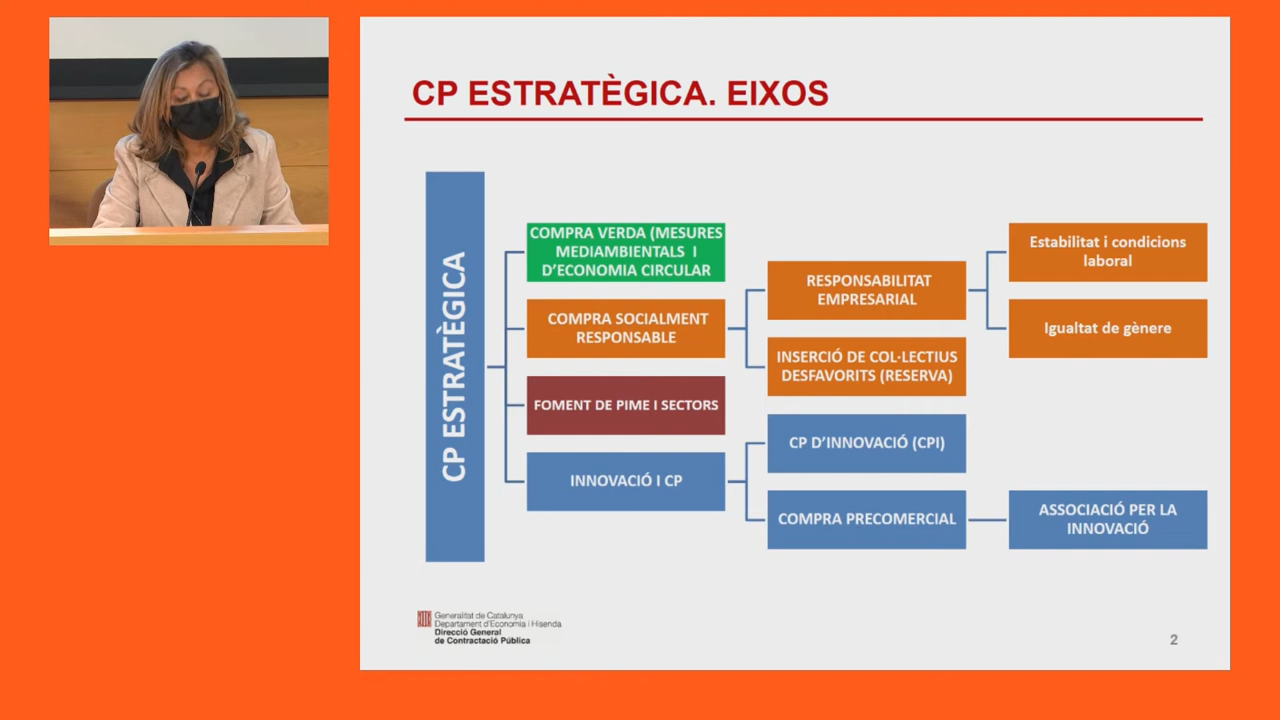 CP ESTRATÈGICA. EIXOS
CP ESTRATÈGICA
COMPRA VERDA (MESURES
MEDIAMBIENTALS I
D'ECONOMIA CIRCULAR
COMPRA SOCIALMENT
RESPONSABLE
FOMENT DE PIME I SECTORS
INNOVACIÓ I CP
RESPONSABILITAT
EMPRESARIAL
INSERCIÓ DE COL·LECTIUS
DESFAVORITS (RESERVA)
CP D'INNOVACIÓ (CPI)
COMPRA PRECOMERCIAL
Estabilitat i condicions
laboral
Igualtat de gènere
ASSOCIACIÓ PER LA
INNOVACIÓ
Generalitat de Catalunya
Departament d'Economia i Hisenda
Direcció General
de Contractació Pública
2